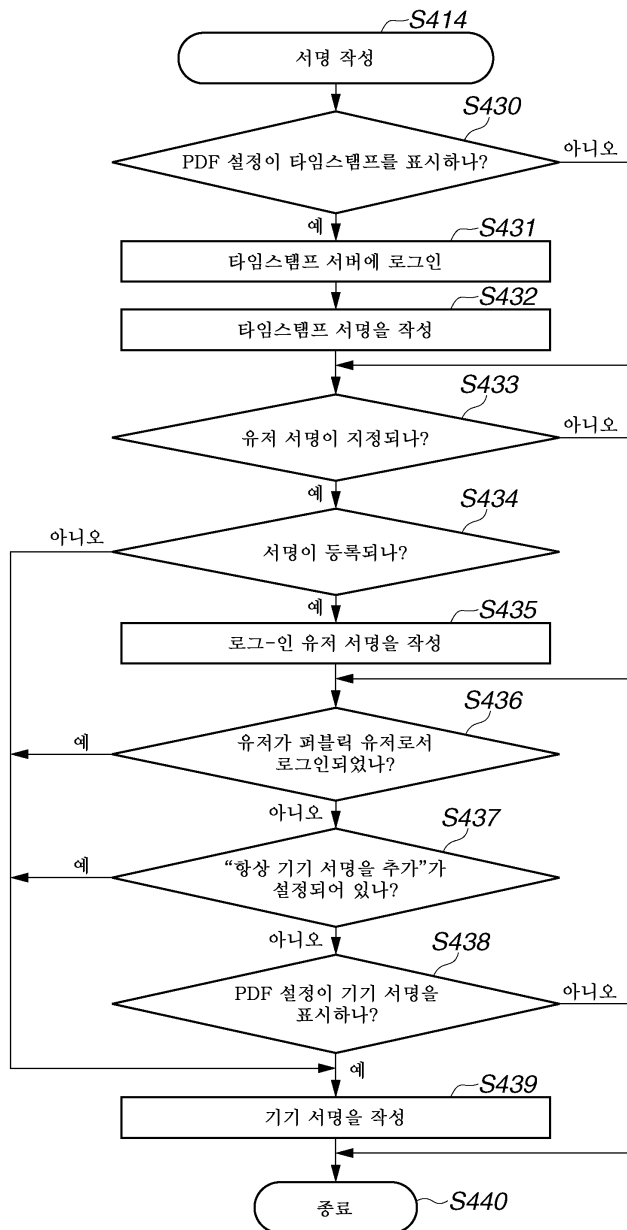 S414
서명 작성
S430
PDF 설정이 타임스탬프를 표시하나?
아니오
예
S431
타임스탬프 서버에 로그인
S432
타임스탬프 서명을 작성
S433
유저 서명이 지정되나?
아니오
예
S434
아니오
서명이 등록되나?
예
S435
로그-인 유저 서명을 작성
S436
예
유저가 퍼블릭 유저로서
로그인되었나?
아니오
S437
예
“항상 기기 서명을 추가”가
설정되어 있나?
아니오
S438
PDF 설정이 기기 서명을
표시하나?
아니오
예
S439
기기 서명을 작성
종료
S440